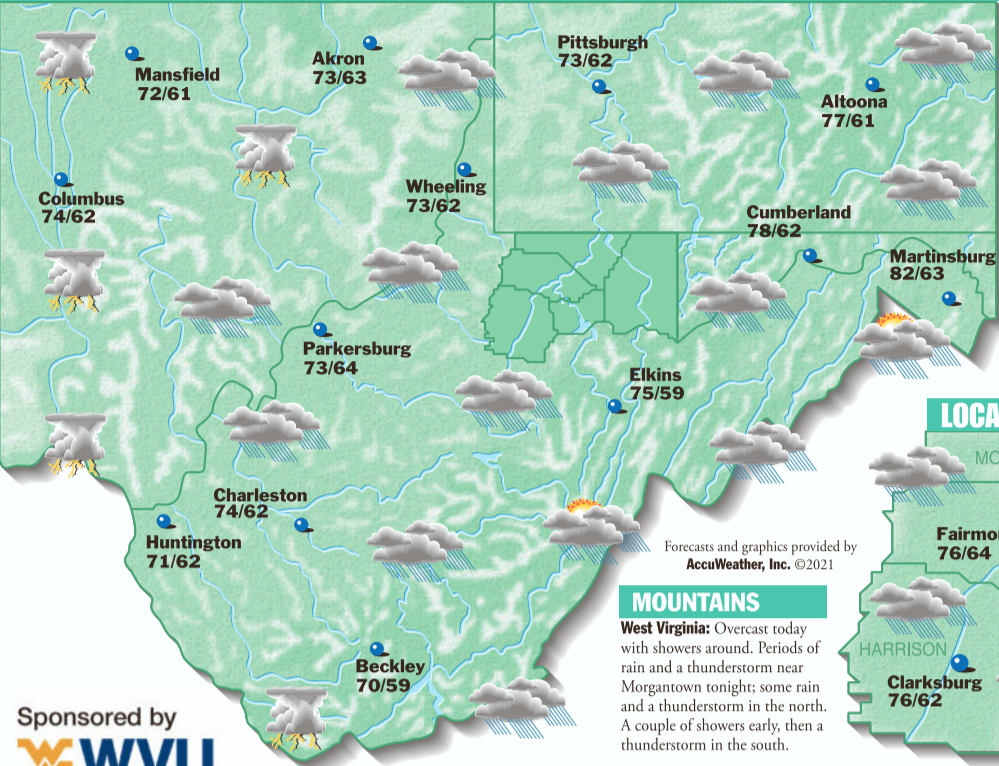 Mansfield
72/61
Akron
73/63
Pittsburgh
73/62
Altoona
77/61
Columbus
74/62
Wheeling
73/62
Cumberland
78/62
Martinsburg
82/63
Parkersburg
73/64
Elkins
75/59
Charleston
74/62
Huntington
71/62
Beckley
70/59
Forecasts and graphics provided by
AccuWeather, Inc. ©2021
MOUNTAINS
West Virginia: Overcast today
with showers around. Periods of
rain and a thunderstorm near
Morgantown tonight; some rain
and a thunderstorm in the north.
A couple of showers early, then a
thunderstorm in the south.
LOCA
MO
Fairmo
76/64
HARRISON
Clarksburg
76/62
Sponsored by
WVU